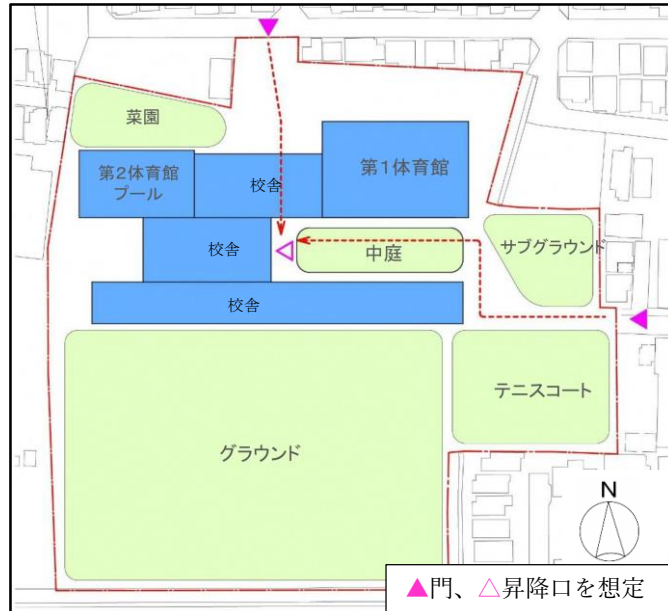 菜園
第2体育館
プール
校舎
第1体育館
校舎
中庭
サブグラウンド
校舎
テニスコート
グラウンド
N
▲門、△昇降口を想定